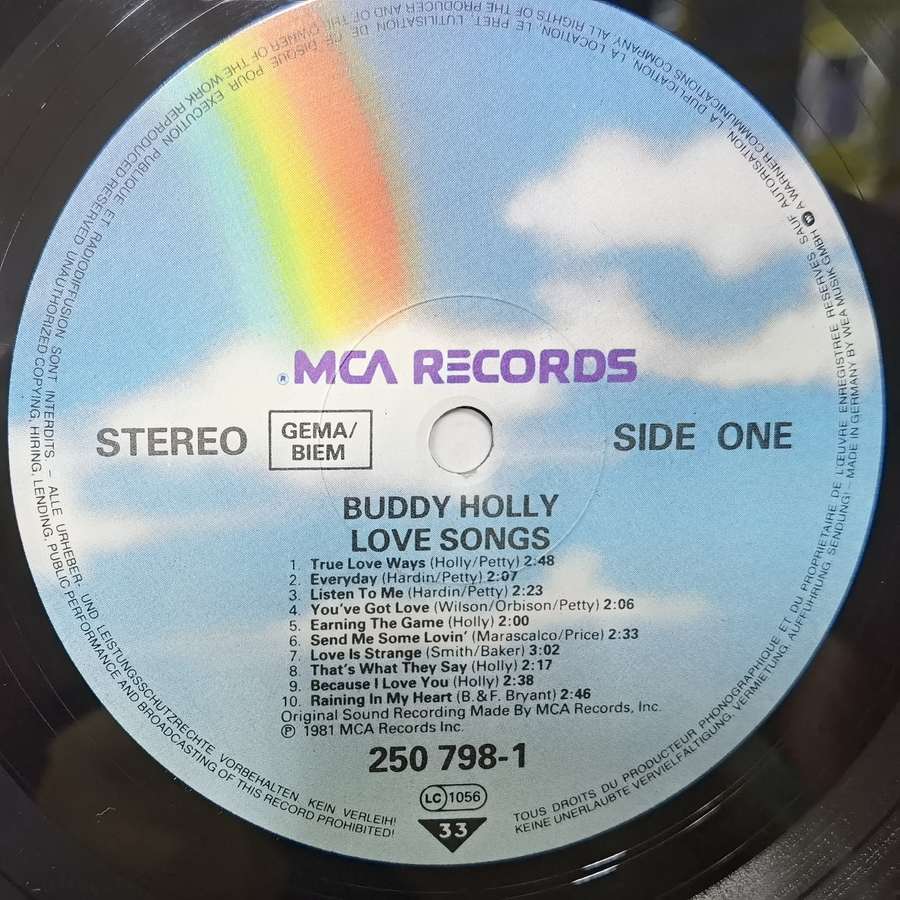 ® MCA RECORDS
STEREO
GEMA/
BIEM
SIDE ONE
BUDDY HOLLY
LOVE SONGS
1. True Love Ways (Holly/Petty) 2:48
2. Everyday (Hardin/Petty) 2:07
3. Listen To Me (Hardin/Petty) 2:23
4. You've Got Love (Wilson/Orbison/Petty) 2:06
5. Earning The Game (Holly) 2:00
6. Send Me Some Lovin' (Marascalco/Price) 2:33
7. Love Is Strange (Smith/Baker) 3:02
8. That's What They Say (Holly) 2:17
9. Because I Love You (Holly) 2:38
10. Raining In My Heart (B. & F. Bryant) 2:46
Original Sound Recording Made By MCA Records, Inc.
℗ 1981 MCA Records Inc.
250 798-1
LC 1056
33
TOUS DROITS DU PRODUCTEUR PHONOGRAPHIQUE ET DU PROPRIETAIRE DE L'ŒUVRE ENREGISTREE RESERVES SAUF AUTORISATION, LA DUPLICATION, LA LOCATION, LE PRET, L'UTILISATION DE CE DISQUE POUR EXECUTION PUBLIQUE ET RADIODIFFUSION SONT INTERDITS – ALLE URHEBER- UND LEISTUNGSSCHUTZRECHTE VORBEHALTEN KEIN VERLEIH!
KEINE UNERLAUBTE VERVIELFALTIGUNG, VERMIETUNG, AUFFÜHRUNG, SENDUNG! – MADE IN GERMANY BY WEA MUSIK GMBH A WARNER COMMUNICATIONS COMPANY ALL RIGHTS OF THE PRODUCER AND OF THE OWNER OF THE WORK REPRODUCED RESERVED UNAUTHORIZED COPYING, HIRING, LENDING, PUBLIC PERFORMANCE AND BROADCASTING OF THIS RECORD PROHIBITED!